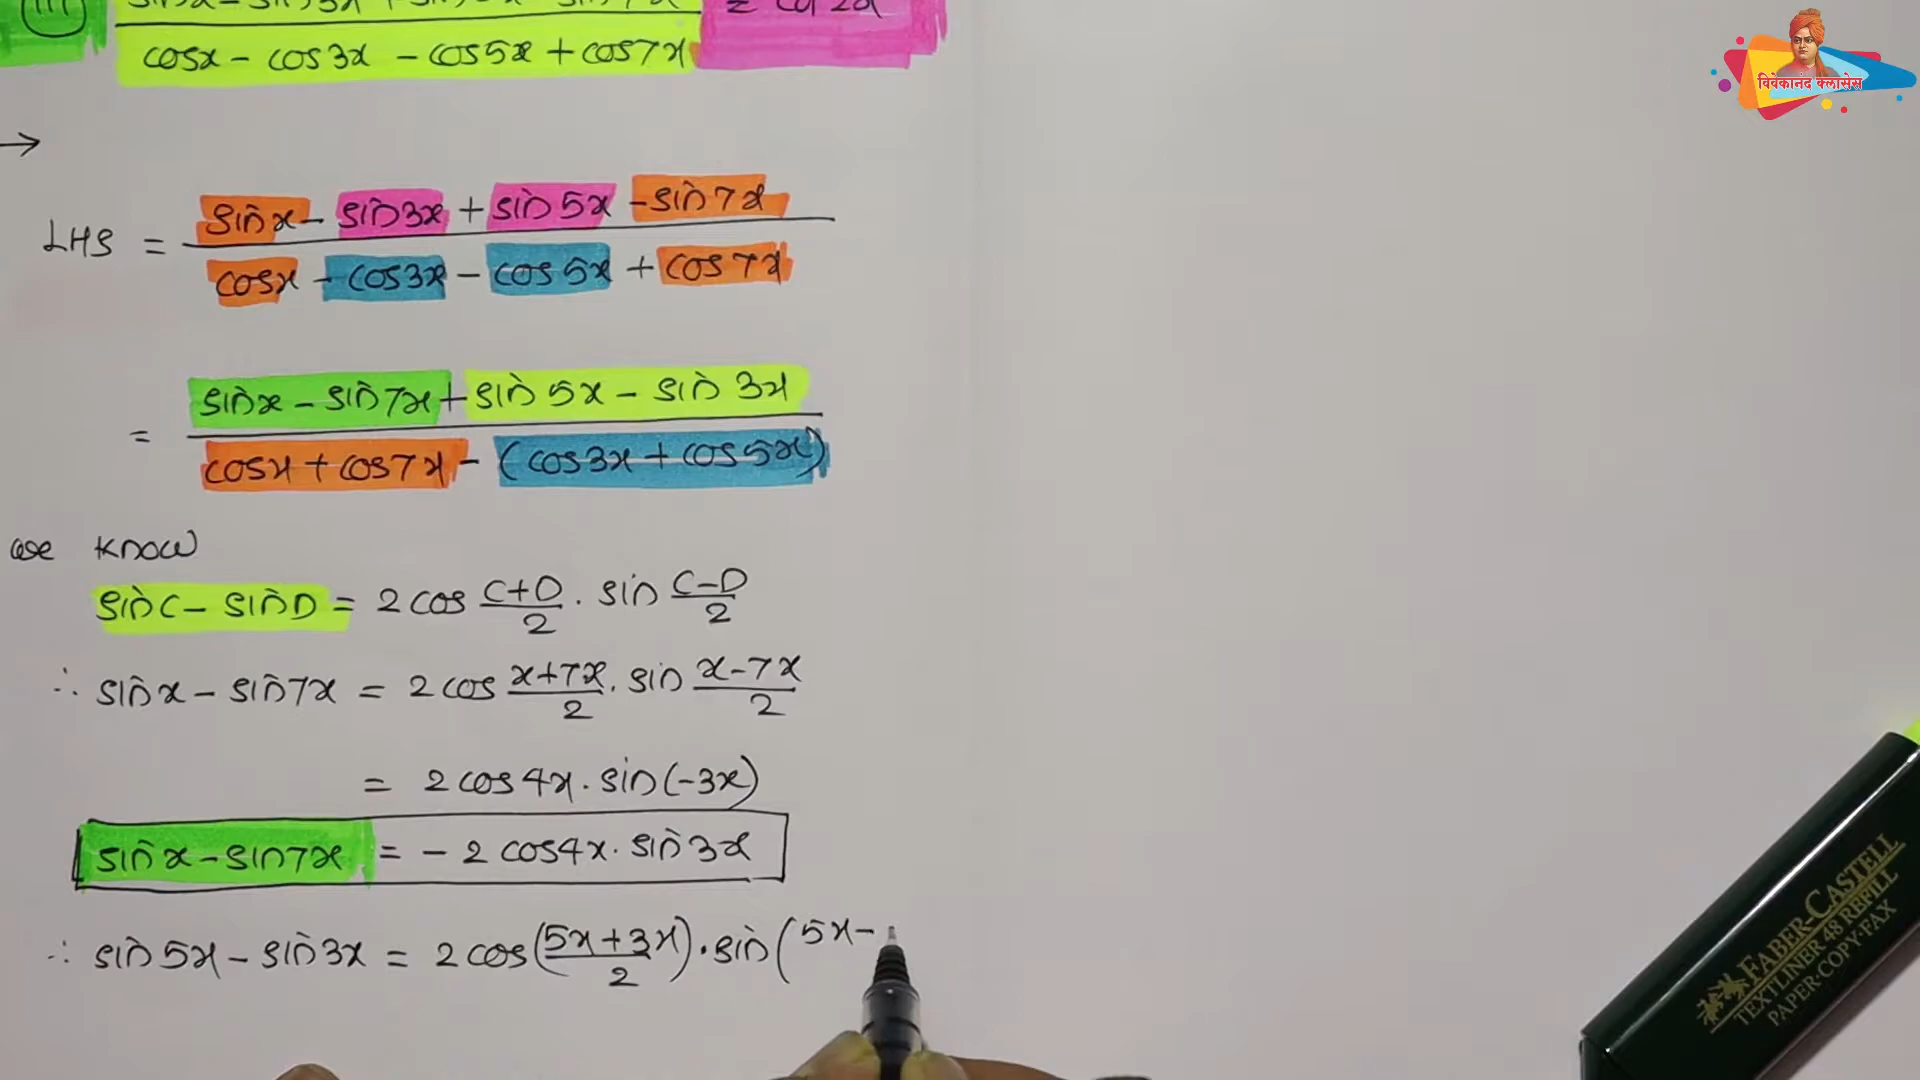 cosx - cos3x - cos5x + cos7x
विवेकानंद क्लासेस
→
LHS = (sinx - sin3x + sin5x - sin7x) / (cosx - cos3x - cos5x + cos7x)
= (sinx - sin7x + sin5x - sin3x) / (cosx + cos7x - (cos3x + cos5x))
we know
sinC - sinD = 2cos (C+D)/2 . sin (C-D)/2
∴ sinx - sin7x = 2cos (x+7x)/2 . sin (x-7x)/2
= 2cos4x . sin(-3x)
sinx - sin7x = -2cos4x . sin3x
∴ sin5x - sin3x = 2cos((5x+3x)/2) . sin(5x-
FABER-CASTELL
TEXTLINER 48 REFILL
PAPER·COPY·FAX